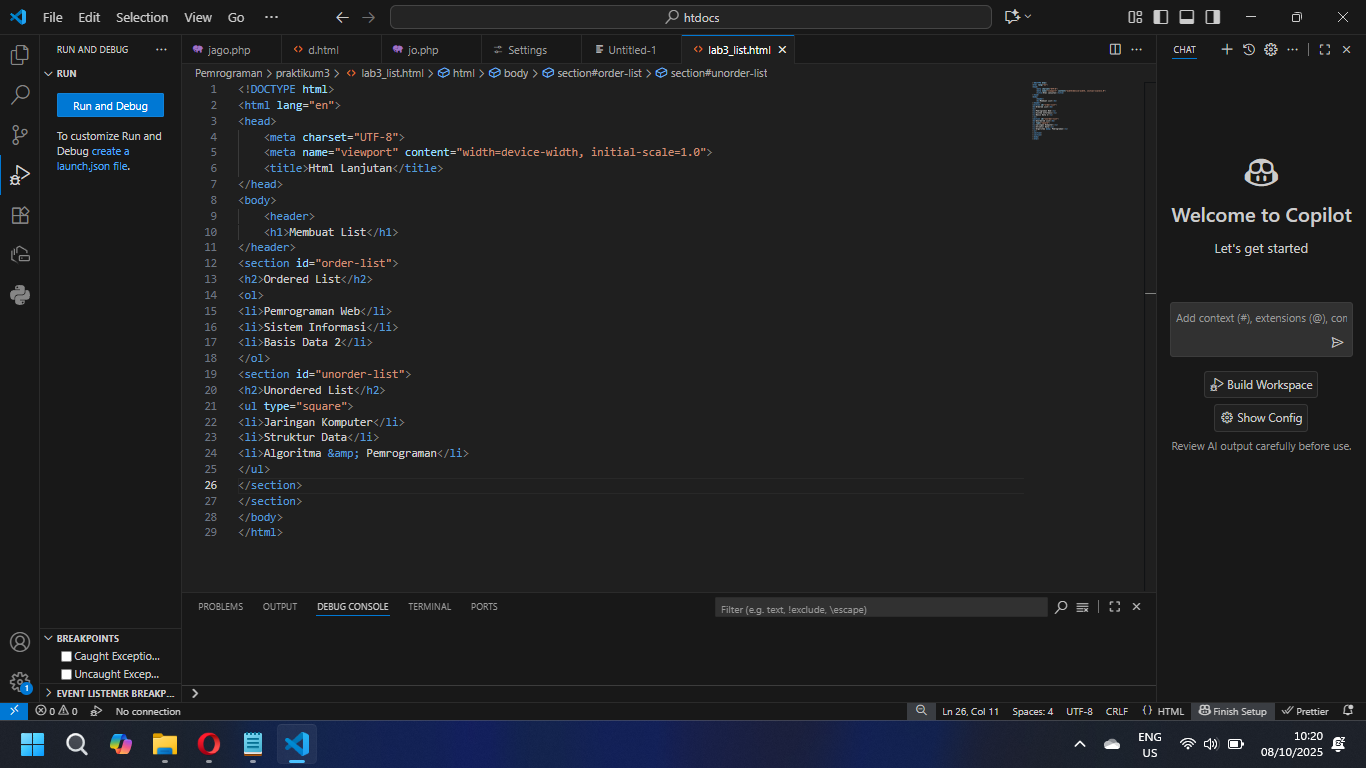 File Edit Selection View Go ··· htdocs
RUN AND DEBUG ···
RUN
Run and Debug
To customize Run and
Debug create a
launch.json file.
BREAKPOINTS
Caught Exceptio...
Uncaught Excep...
EVENT LISTENER BREAKP...
jago.php d.html jo.php Settings Untitled-1 lab3_list.html
Pemrograman > praktikum3 > lab3_list.html > html > body > section#order-list > section#unorder-list
1 <!DOCTYPE html>
2 <html lang="en">
3 <head>
4 <meta charset="UTF-8">
5 <meta name="viewport" content="width=device-width, initial-scale=1.0">
6 <title>Html Lanjutan</title>
7 </head>
8 <body>
9 <header>
10 <h1>Membuat List</h1>
11 </header>
12 <section id="order-list">
13 <h2>Ordered List</h2>
14 <ol>
15 <li>Pemrograman Web</li>
16 <li>Sistem Informasi</li>
17 <li>Basis Data 2</li>
18 </ol>
19 <section id="unorder-list">
20 <h2>Unordered List</h2>
21 <ul type="square">
22 <li>Jaringan Komputer</li>
23 <li>Struktur Data</li>
24 <li>Algoritma &amp; Pemrograman</li>
25 </ul>
26 </section>
27 </section>
28 </body>
29 </html>
PROBLEMS OUTPUT DEBUG CONSOLE TERMINAL PORTS Filter (e.g. text, !exclude, \escape)
CHAT
Welcome to Copilot
Let's get started
Add context (#), extensions (@), con
Build Workspace
Show Config
Review AI output carefully before use.
1
0 0 No connection Ln 26, Col 11 Spaces: 4 UTF-8 CRLF {} HTML Finish Setup Prettier
ENG
US
10:20
08/10/2025